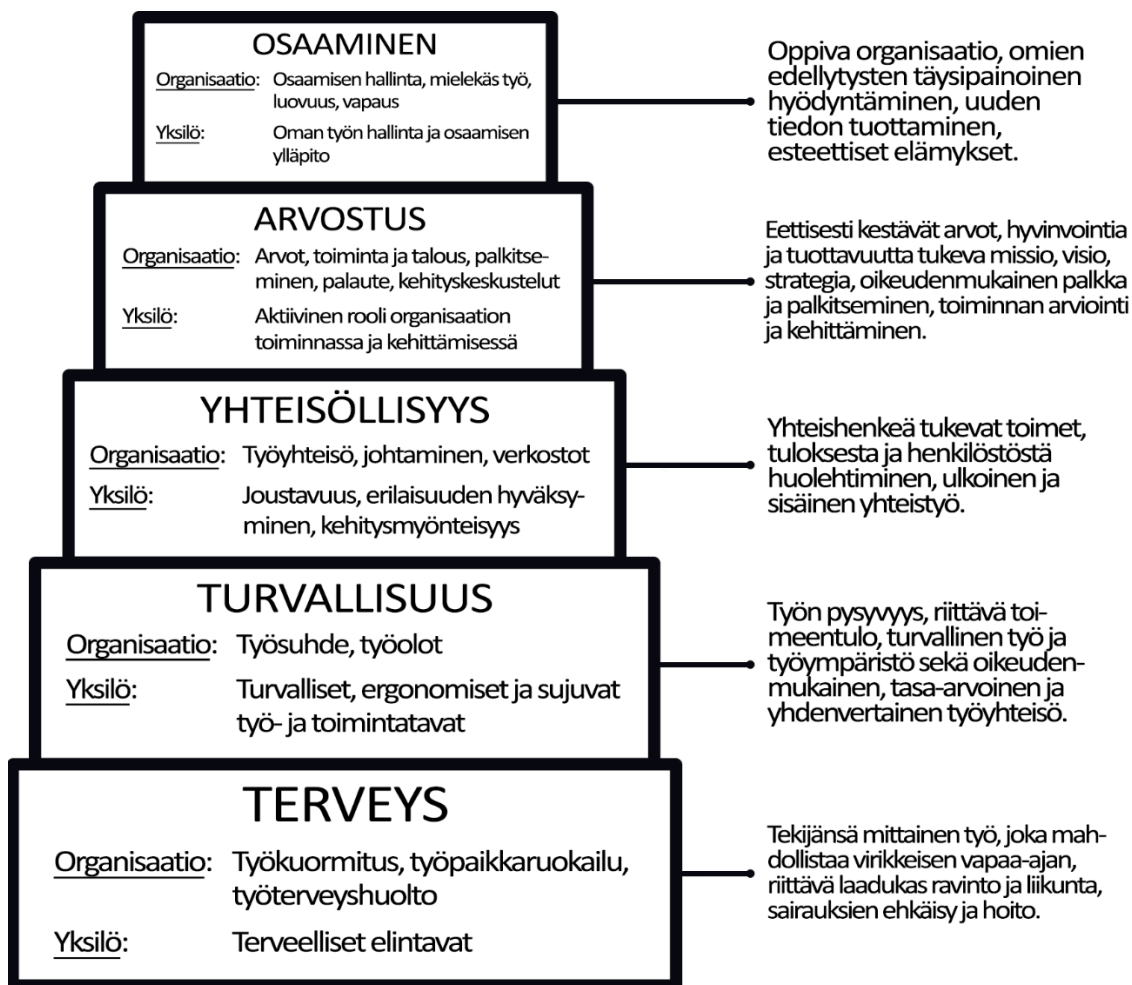 OSAAMINEN
Organisaatio: Osaamisen hallinta, mielekäs työ,
luovuus, vapaus
Yksilö: Oman työn hallinta ja osaamisen
ylläpito
Oppiva organisaatio, omien
edellytysten täysipainoinen
hyödyntäminen, uuden
tiedon tuottaminen,
esteettiset elämykset.
ARVOSTUS
Organisaatio: Arvot, toiminta ja talous, palkitse-
minen, palaute, kehityskeskustelut
Yksilö: Aktiivinen rooli organisaation
toiminnassa ja kehittämisessä
Eettisesti kestävät arvot, hyvinvointia
ja tuottavuutta tukeva missio, visio,
strategia, oikeudenmukainen palkka
ja palkitseminen, toiminnan arviointi
ja kehittäminen.
YHTEISÖLLISYYS
Organisaatio: Työyhteisö, johtaminen, verkostot
Yksilö: Joustavuus, erilaisuuden hyväksy-
minen, kehitysmyönteisyys
Yhteishenkeä tukevat toimet,
tuloksesta ja henkilöstöstä
huolehtiminen, ulkoinen ja
sisäinen yhteistyö.
TURVALLISUUS
Organisaatio: Työsuhde, työolot
Yksilö: Turvalliset, ergonomiset ja sujuvat
työ- ja toimintatavat
Työn pysyvyys, riittävä toi-
meentulo, turvallinen työ ja
työympäristö sekä oikeuden-
mukainen, tasa-arvoinen ja
yhdenvertainen työyhteisö.
TERVEYS
Organisaatio: Työkuormitus, työpaikkaruokailu,
työterveyshuolto
Yksilö: Terveelliset elintavat
Tekijänsä mittainen työ, joka mah-
dollistaa virikkeisen vapaa-ajan,
riittävä laadukas ravinto ja liikunta,
sairauksien ehkäisy ja hoito.